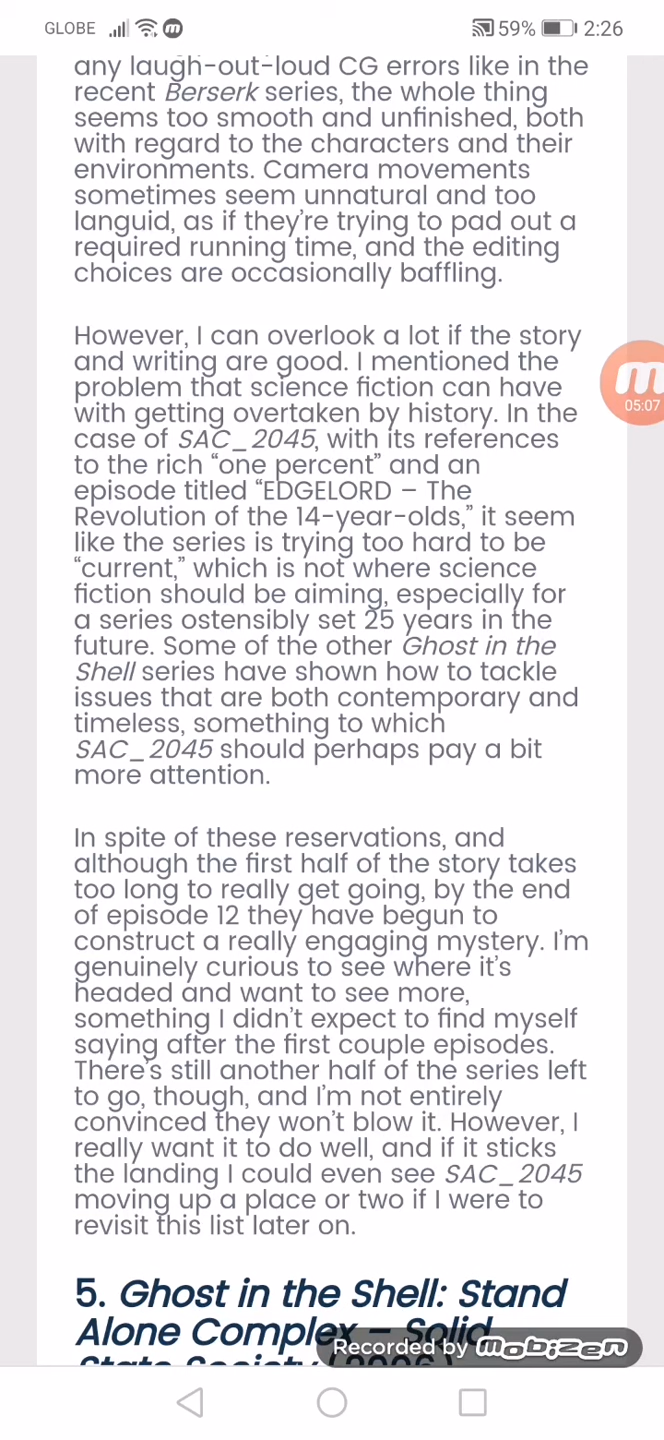 GLOBE 59% 2:26
any laugh-out-loud CG errors like in the
recent Berserk series, the whole thing
seems too smooth and unfinished, both
with regard to the characters and their
environments. Camera movements
sometimes seem unnatural and too
languid, as if they're trying to pad out a
required running time, and the editing
choices are occasionally baffling.
However, I can overlook a lot if the story
and writing are good. I mentioned the
problem that science fiction can have
with getting overtaken by history. In the
case of SAC_2045, with its references
to the rich “one percent” and an
episode titled “EDGELORD – The
Revolution of the 14-year-olds,” it seem
like the series is trying too hard to be
“current,” which is not where science
fiction should be aiming, especially for
a series ostensibly set 25 years in the
future. Some of the other Ghost in the
Shell series have shown how to tackle
issues that are both contemporary and
timeless, something to which
SAC_2045 should perhaps pay a bit
more attention.
m
05:07
In spite of these reservations, and
although the first half of the story takes
too long to really get going, by the end
of episode 12 they have begun to
construct a really engaging mystery. I'm
genuinely curious to see where it's
headed and want to see more,
something I didn't expect to find myself
saying after the first couple episodes.
There's still another half of the series left
to go, though, and I'm not entirely
convinced they won't blow it. However, I
really want it to do well, and if it sticks
the landing I could even see SAC_2045
moving up a place or two if I were to
revisit this list later on.
5. Ghost in the Shell: Stand
Alone Complex – Solid
State Society (2006)
Recorded by mobizen